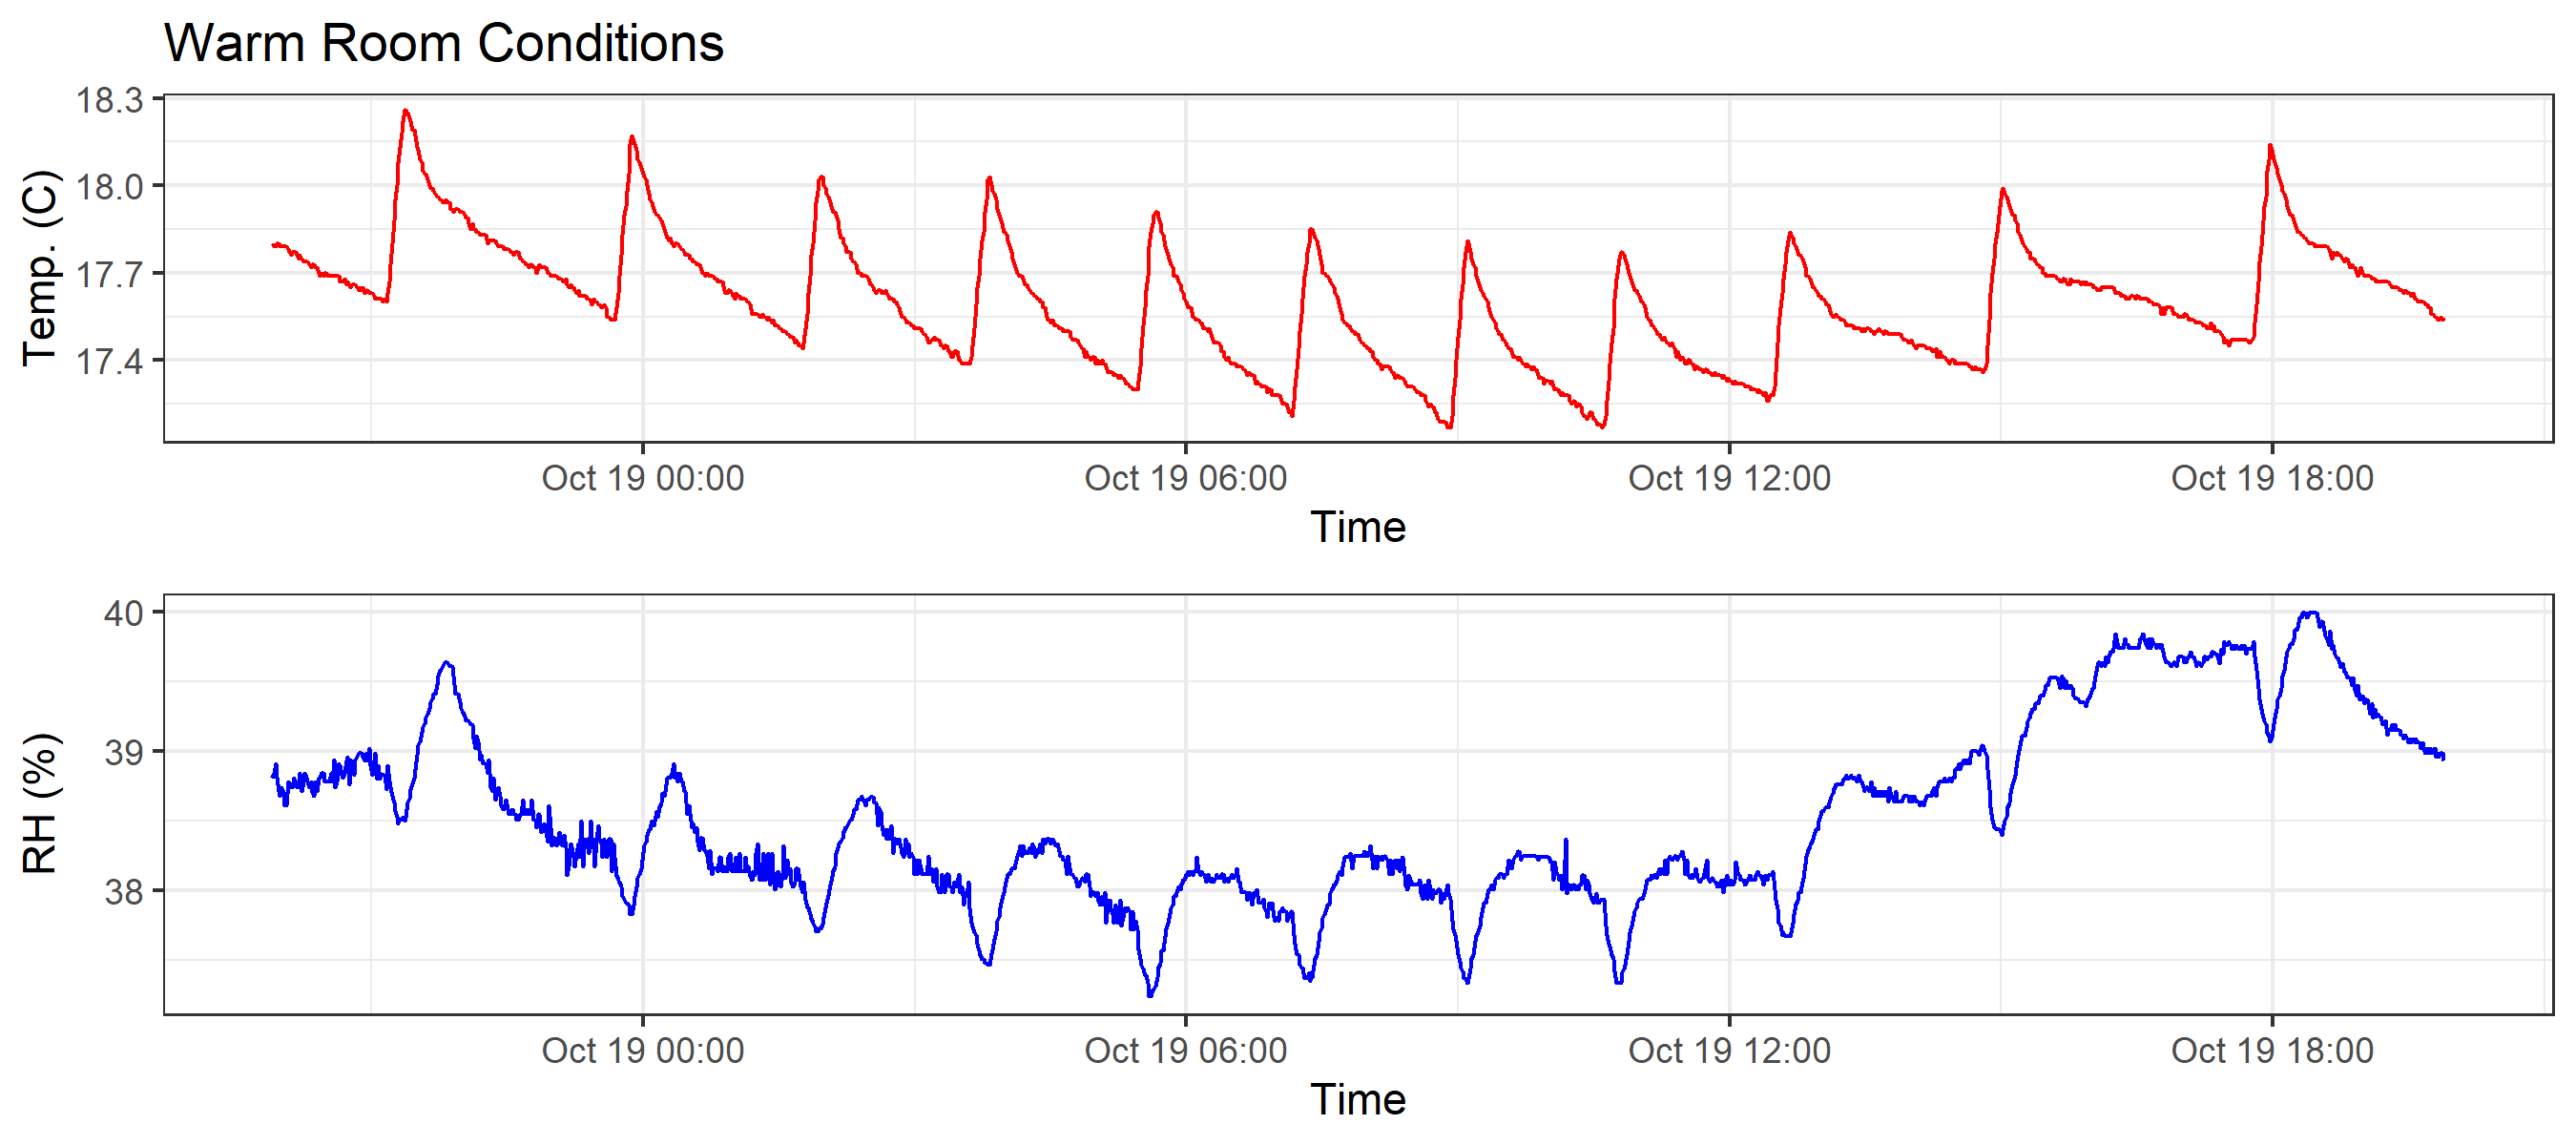 Warm Room Conditions
Temp. (C)
18.3
18.0
17.7
17.4
Oct 19 00:00 Oct 19 06:00 Oct 19 12:00 Oct 19 18:00
Time
RH (%)
40
39
38
Oct 19 00:00 Oct 19 06:00 Oct 19 12:00 Oct 19 18:00
Time